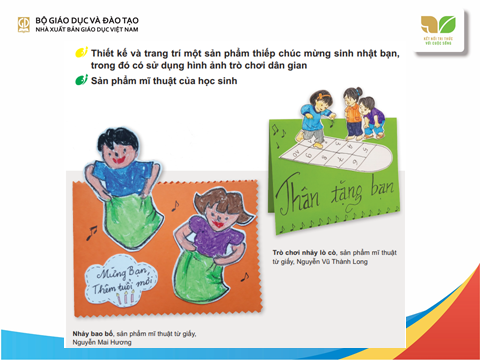 BỘ GIÁO DỤC VÀ ĐÀO TẠO
NHÀ XUẤT BẢN GIÁO DỤC VIỆT NAM
KẾT NỐI TRI THỨC
VỚI CUỘC SỐNG
Thiết kế và trang trí một sản phẩm thiếp chúc mừng sinh nhật bạn,
trong đó có sử dụng hình ảnh trò chơi dân gian
Sản phẩm mĩ thuật của học sinh
Thân tặng bạn
Trò chơi nhảy lò cò, sản phẩm mĩ thuật
từ giấy, Nguyễn Vũ Thành Long
Mừng Bạn
Thêm tuổi mới
Nhảy bao bố, sản phẩm mĩ thuật từ giấy,
Nguyễn Mai Hương